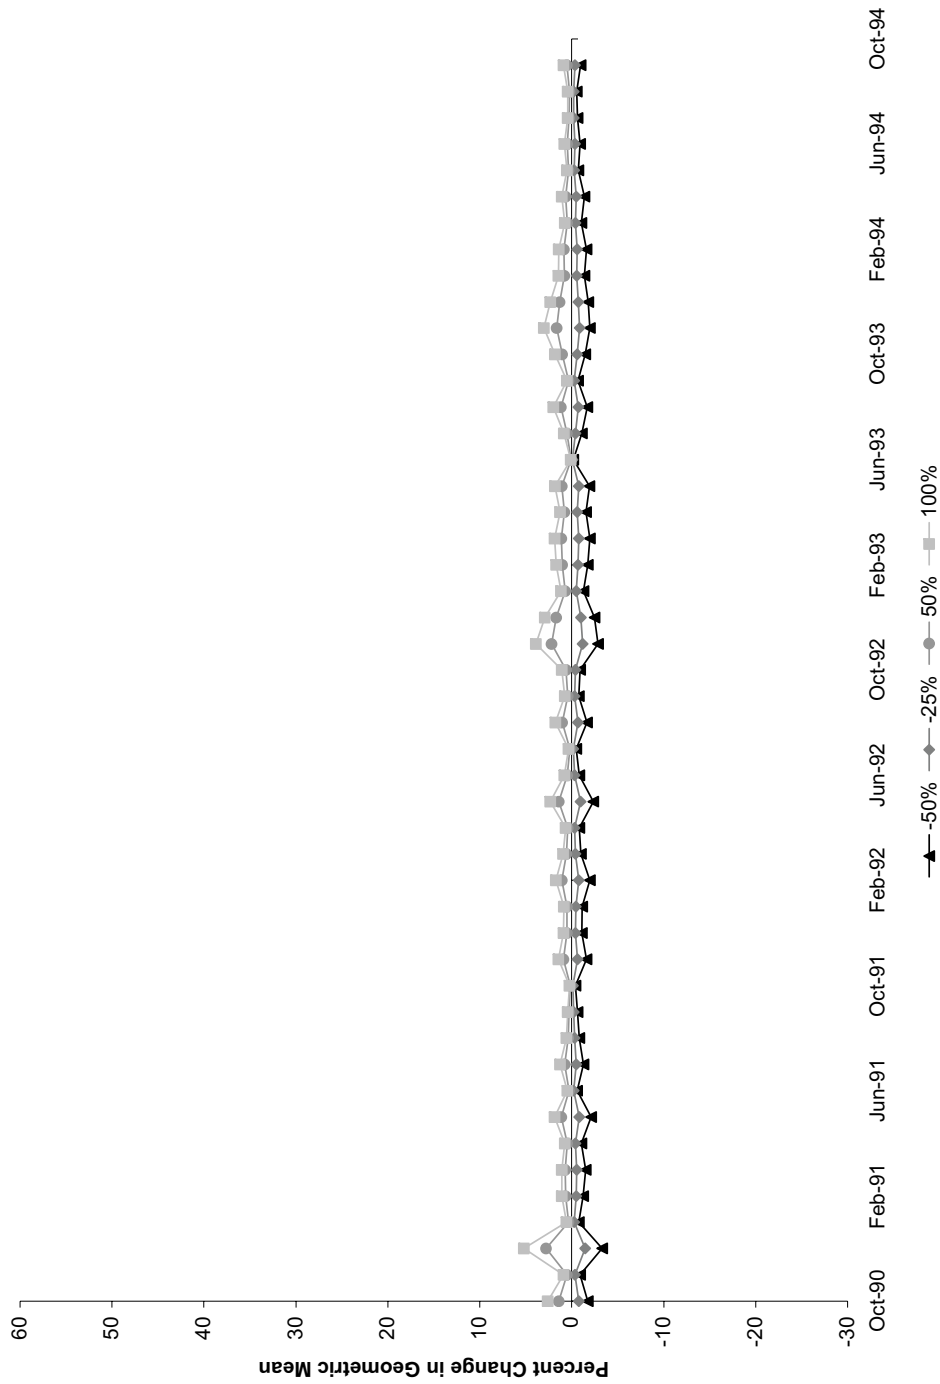 Percent Change in Geometric Mean
60
50
40
30
20
10
0
-10
-20
-30
Oct-90
Feb-91
Jun-91
Oct-91
Feb-92
Jun-92
Oct-92
Feb-93
Jun-93
Oct-93
Feb-94
Jun-94
Oct-94
-50% -25% 50% 100%